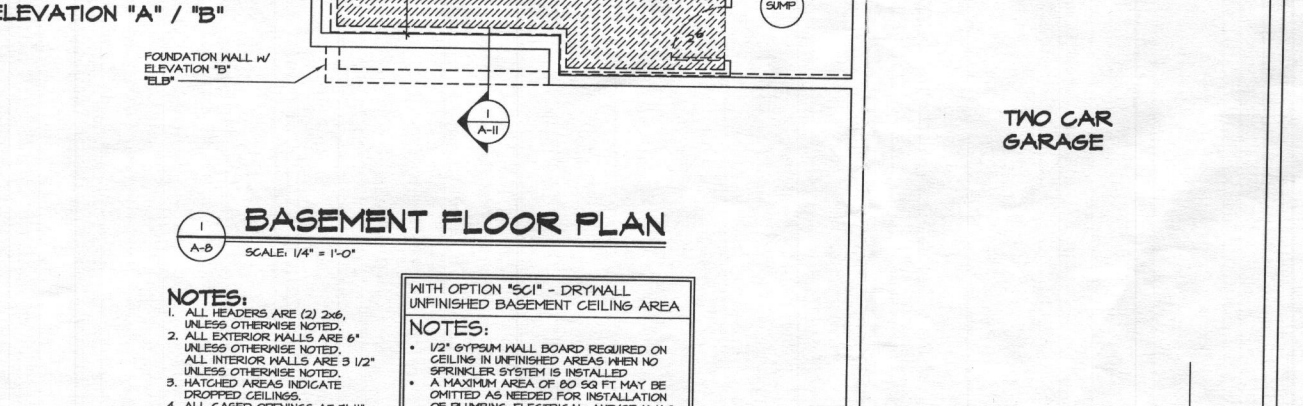 ELEVATION "A" / "B"
SUMP
FOUNDATION WALL W/
ELEVATION "B"
"ELB"
1
A-11
TWO CAR
GARAGE
1
A-8
BASEMENT FLOOR PLAN
SCALE: 1/4" = 1'-0"
NOTES:
1. ALL HEADERS ARE (2) 2x6,
UNLESS OTHERWISE NOTED.
2. ALL EXTERIOR WALLS ARE 6"
UNLESS OTHERWISE NOTED.
ALL INTERIOR WALLS ARE 3 1/2"
UNLESS OTHERWISE NOTED.
3. HATCHED AREAS INDICATE
DROPPED CEILINGS.
WITH OPTION "SCI" - DRYWALL
UNFINISHED BASEMENT CEILING AREA
NOTES:
• 1/2" GYPSUM WALL BOARD REQUIRED ON
CEILING IN UNFINISHED AREAS WHEN NO
SPRINKLER SYSTEM IS INSTALLED
• A MAXIMUM AREA OF 80 SQ FT MAY BE
OMITTED AS NEEDED FOR INSTALLATION